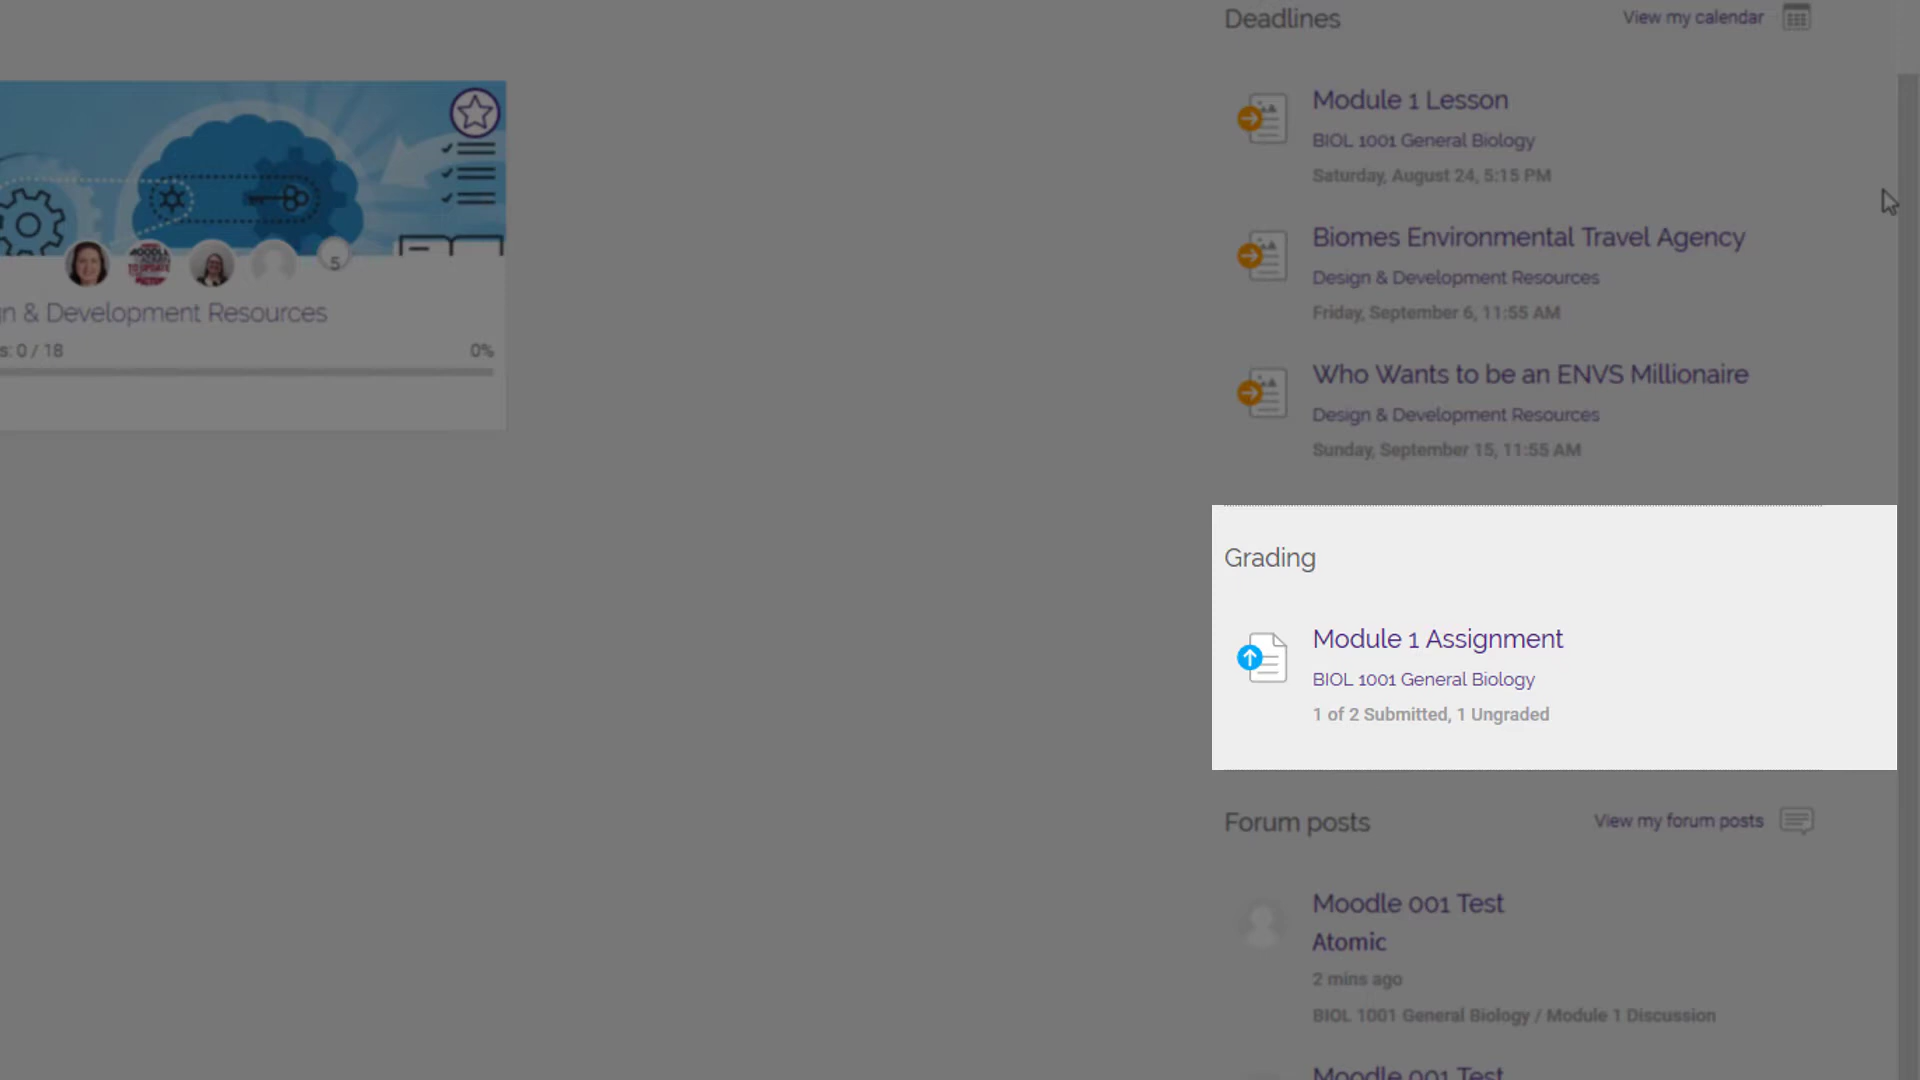 Deadlines
View my calendar
Module 1 Lesson
BIOL 1001 General Biology
Saturday, August 24, 5:15 PM
Biomes Environmental Travel Agency
Design & Development Resources
Friday, September 6, 11:55 AM
Who Wants to be an ENVS Millionaire
Design & Development Resources
Sunday, September 15, 11:55 AM
5
n & Development Resources
s: 0 / 18
0%
Grading
Module 1 Assignment
BIOL 1001 General Biology
1 of 2 Submitted, 1 Ungraded
Forum posts
View my forum posts
Moodle 001 Test
Atomic
2 mins ago
BIOL 1001 General Biology / Module 1 Discussion
Moodle 001 Test